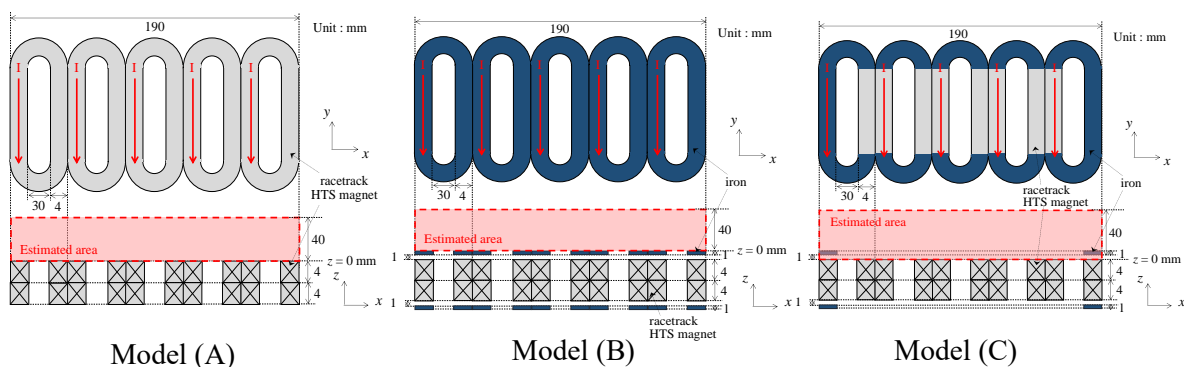 190
Unit : mm
I I I I I
y
x
30 4
racetrack
HTS magnet
Estimated area
40
z = 0 mm
4
4
z
x
Model (A)
190
Unit : mm
I I I I I
y
x
30 4
iron
Estimated area
40
z = 0 mm
1
1
4
4
z
1
1
x
racetrack
HTS magnet
Model (B)
190
Unit : mm
I I I I I
y
x
30 4
racetrack
HTS magnet
iron
Estimated area
40
z = 0 mm
1
1
4
4
z
1
1
x
Model (C)